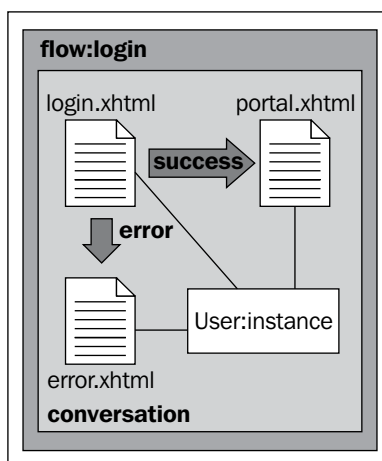 flow:login
login.xhtml
portal.xhtml
success
error
User:instance
error.xhtml
conversation